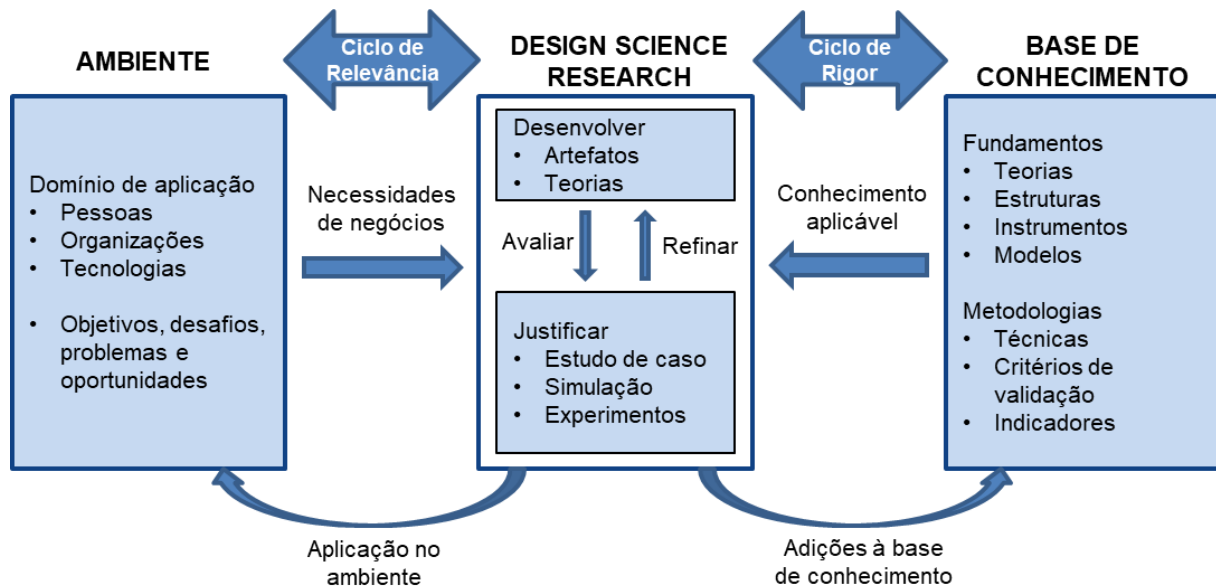 AMBIENTE
Ciclo de
Relevância
DESIGN SCIENCE
RESEARCH
Ciclo de
Rigor
BASE DE
CONHECIMENTO
Domínio de aplicação
• Pessoas
• Organizações
• Tecnologias
• Objetivos, desafios,
problemas e
oportunidades
Necessidades
de negócios
Desenvolver
• Artefatos
• Teorias
Avaliar
Refinar
Justificar
• Estudo de caso
• Simulação
• Experimentos
Conhecimento
aplicável
Fundamentos
• Teorias
• Estruturas
• Instrumentos
• Modelos
Metodologias
• Técnicas
• Critérios de
validação
• Indicadores
Aplicação no
ambiente
Adições à base
de conhecimento